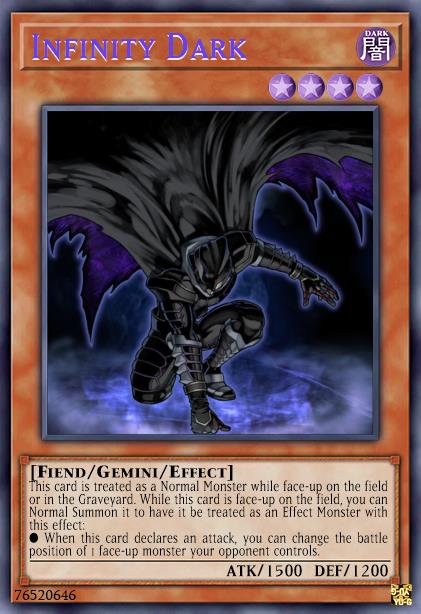 Infinity Dark
DARK
闇
[Fiend/Gemini/Effect]
This card is treated as a Normal Monster while face-up on the field
or in the Graveyard. While this card is face-up on the field, you can
Normal Summon it to have it be treated as an Effect Monster with
this effect:
● When this card declares an attack, you can change the battle
position of 1 face-up monster your opponent controls.
ATK/1500 DEF/1200
76520646